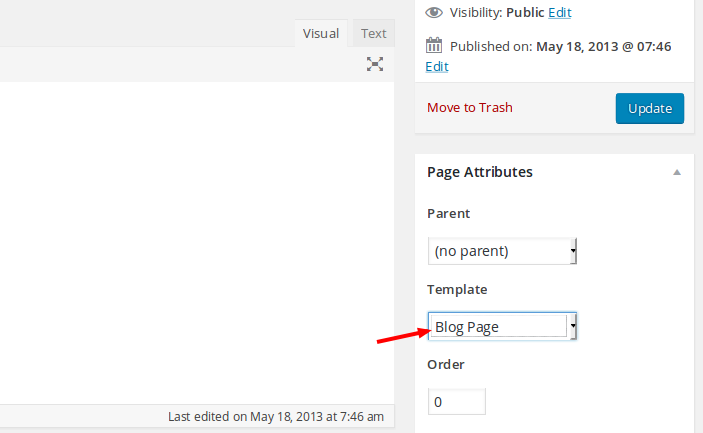 Visual Text
Visibility: Public Edit
Published on: May 18, 2013 @ 07:46
Edit
Move to Trash Update
Page Attributes
Parent
(no parent)
Template
Blog Page
Order
0
Last edited on May 18, 2013 at 7:46 am